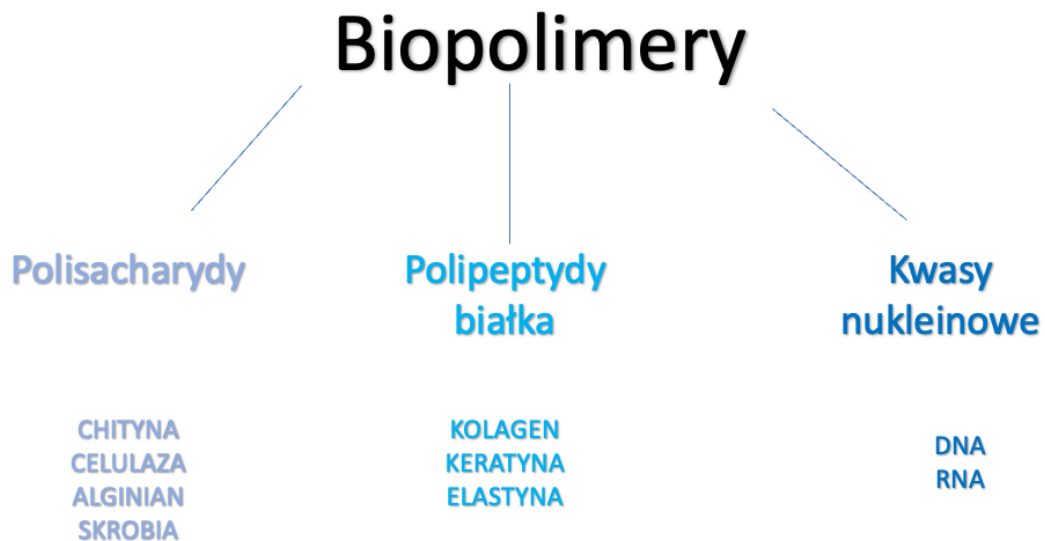 Biopolimery
Polisacharydy
Polipeptydy
białka
Kwasy
nukleinowe
CHITYNA
CELULAZA
ALGINIAN
SKROBIA
KOLAGEN
KERATYNA
ELASTYNA
DNA
RNA